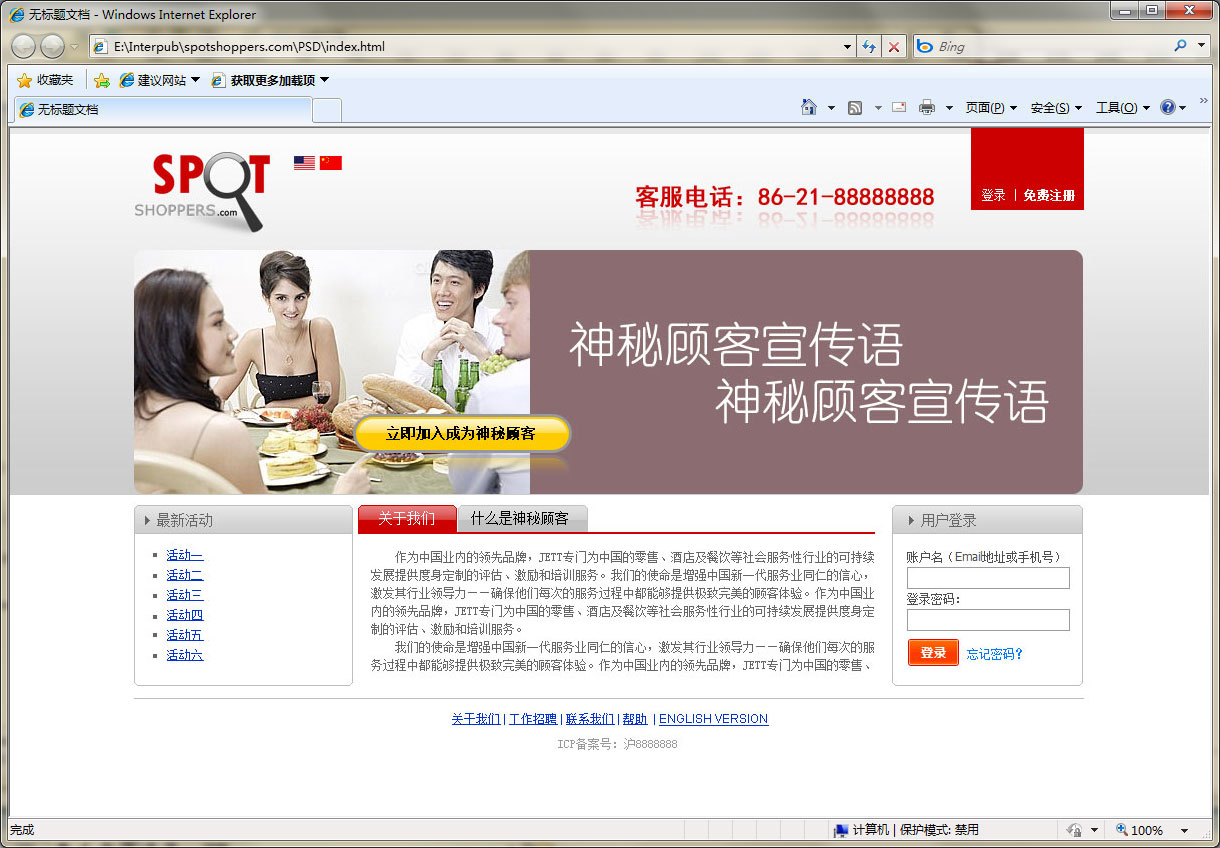 无标题文档 - Windows Internet Explorer
E:\Interpub\spotshoppers.com\PSD\index.html
Bing
收藏夹 建议网站 获取更多加载项
无标题文档
页面(P) 安全(S) 工具(O)
SPOT
SHOPPERS.com
客服电话：86-21-88888888
登录 | 免费注册
神秘顾客宣传语
神秘顾客宣传语
立即加入成为神秘顾客
最新活动
活动一
活动二
活动三
活动四
活动五
活动六
关于我们 什么是神秘顾客
作为中国业内的领先品牌，JETT专门为中国的零售、酒店及餐饮等社会服务性行业的可持续
发展提供度身定制的评估、激励和培训服务。我们的使命是增强中国新一代服务业同仁的信心，
激发其行业领导力——确保他们每次的服务过程中都能够提供极致完美的顾客体验。作为中国业
内的领先品牌，JETT专门为中国的零售、酒店及餐饮等社会服务性行业的可持续发展提供度身定
制的评估、激励和培训服务。
我们的使命是增强中国新一代服务业同仁的信心，激发其行业领导力——确保他们每次的服
务过程中都能够提供极致完美的顾客体验。作为中国业内的领先品牌，JETT专门为中国的零售、
用户登录
账户名（Email地址或手机号）
登录密码：
登录 忘记密码？
关于我们 | 工作招聘 | 联系我们 | 帮助 | ENGLISH VERSION
ICP备案号：沪8888888
完成
计算机 | 保护模式: 禁用
100%